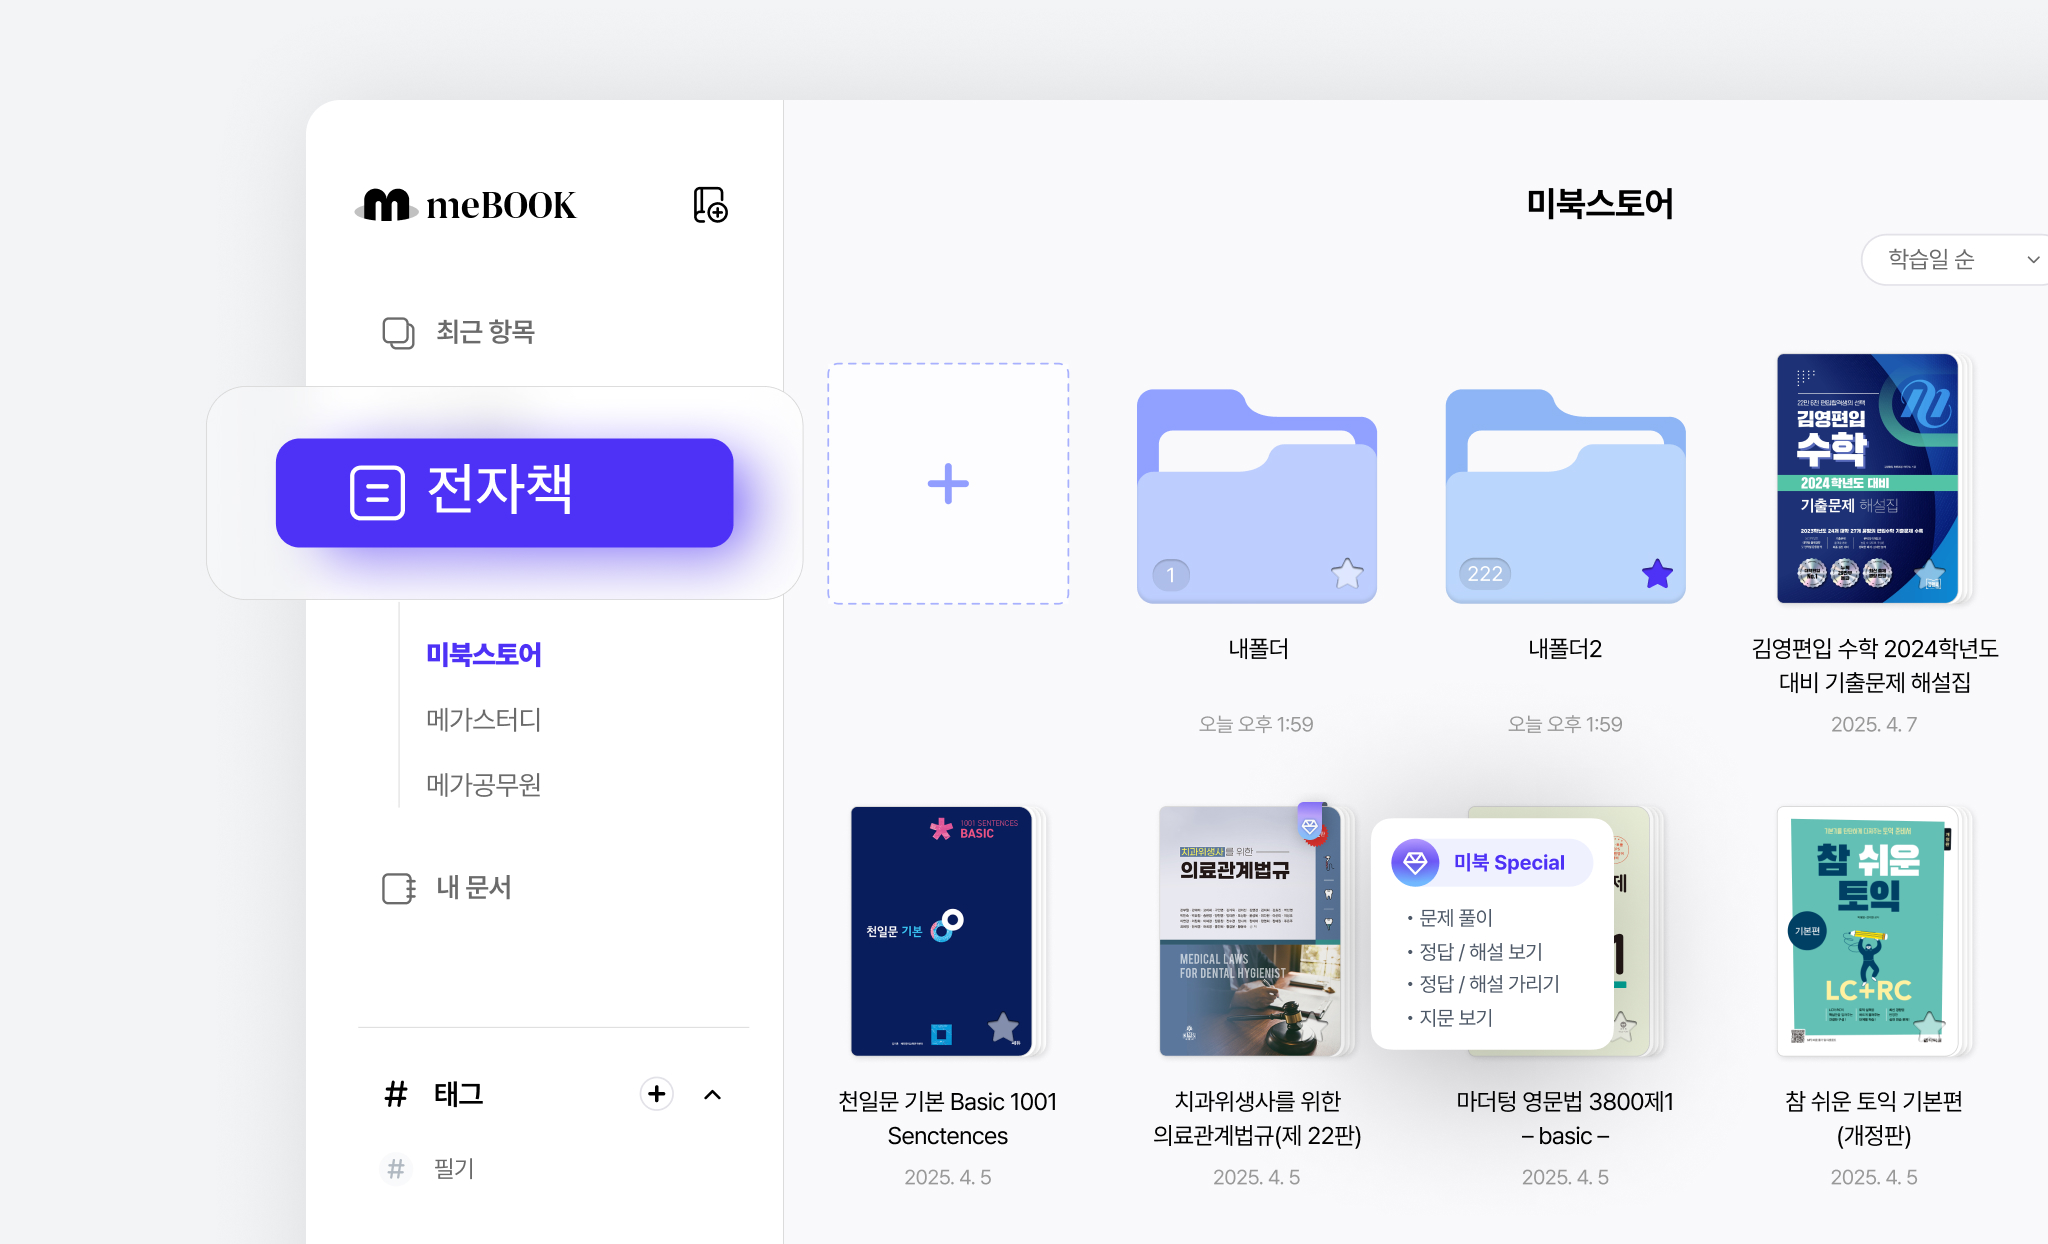 meBOOK
미북스토어
학습일 순
최근 항목
전자책
미북스토어
메가스터디
메가공무원
내 문서
# 태그
# 필기
1
내폴더
오늘 오후 1:59
222
내폴더2
오늘 오후 1:59
김영편입
수학
2024학년도 대비
기출문제 해설집
김영편입 수학 2024학년도
대비 기출문제 해설집
2025. 4. 7
1001 SENTENCES
BASIC
천일문 기본
천일문 기본 Basic 1001
Senctences
2025. 4. 5
치과위생사를 위한
의료관계법규
MEDICAL LAWS
FOR DENTAL HYGIENIST
치과위생사를 위한
의료관계법규(제 22판)
2025. 4. 5
미북 Special
• 문제 풀이
• 정답 / 해설 보기
• 정답 / 해설 가리기
• 지문 보기
제
1
마더텅 영문법 3800제1
– basic –
2025. 4. 5
참 쉬운
토익
기본편
LC+RC
참 쉬운 토익 기본편
(개정판)
2025. 4. 5